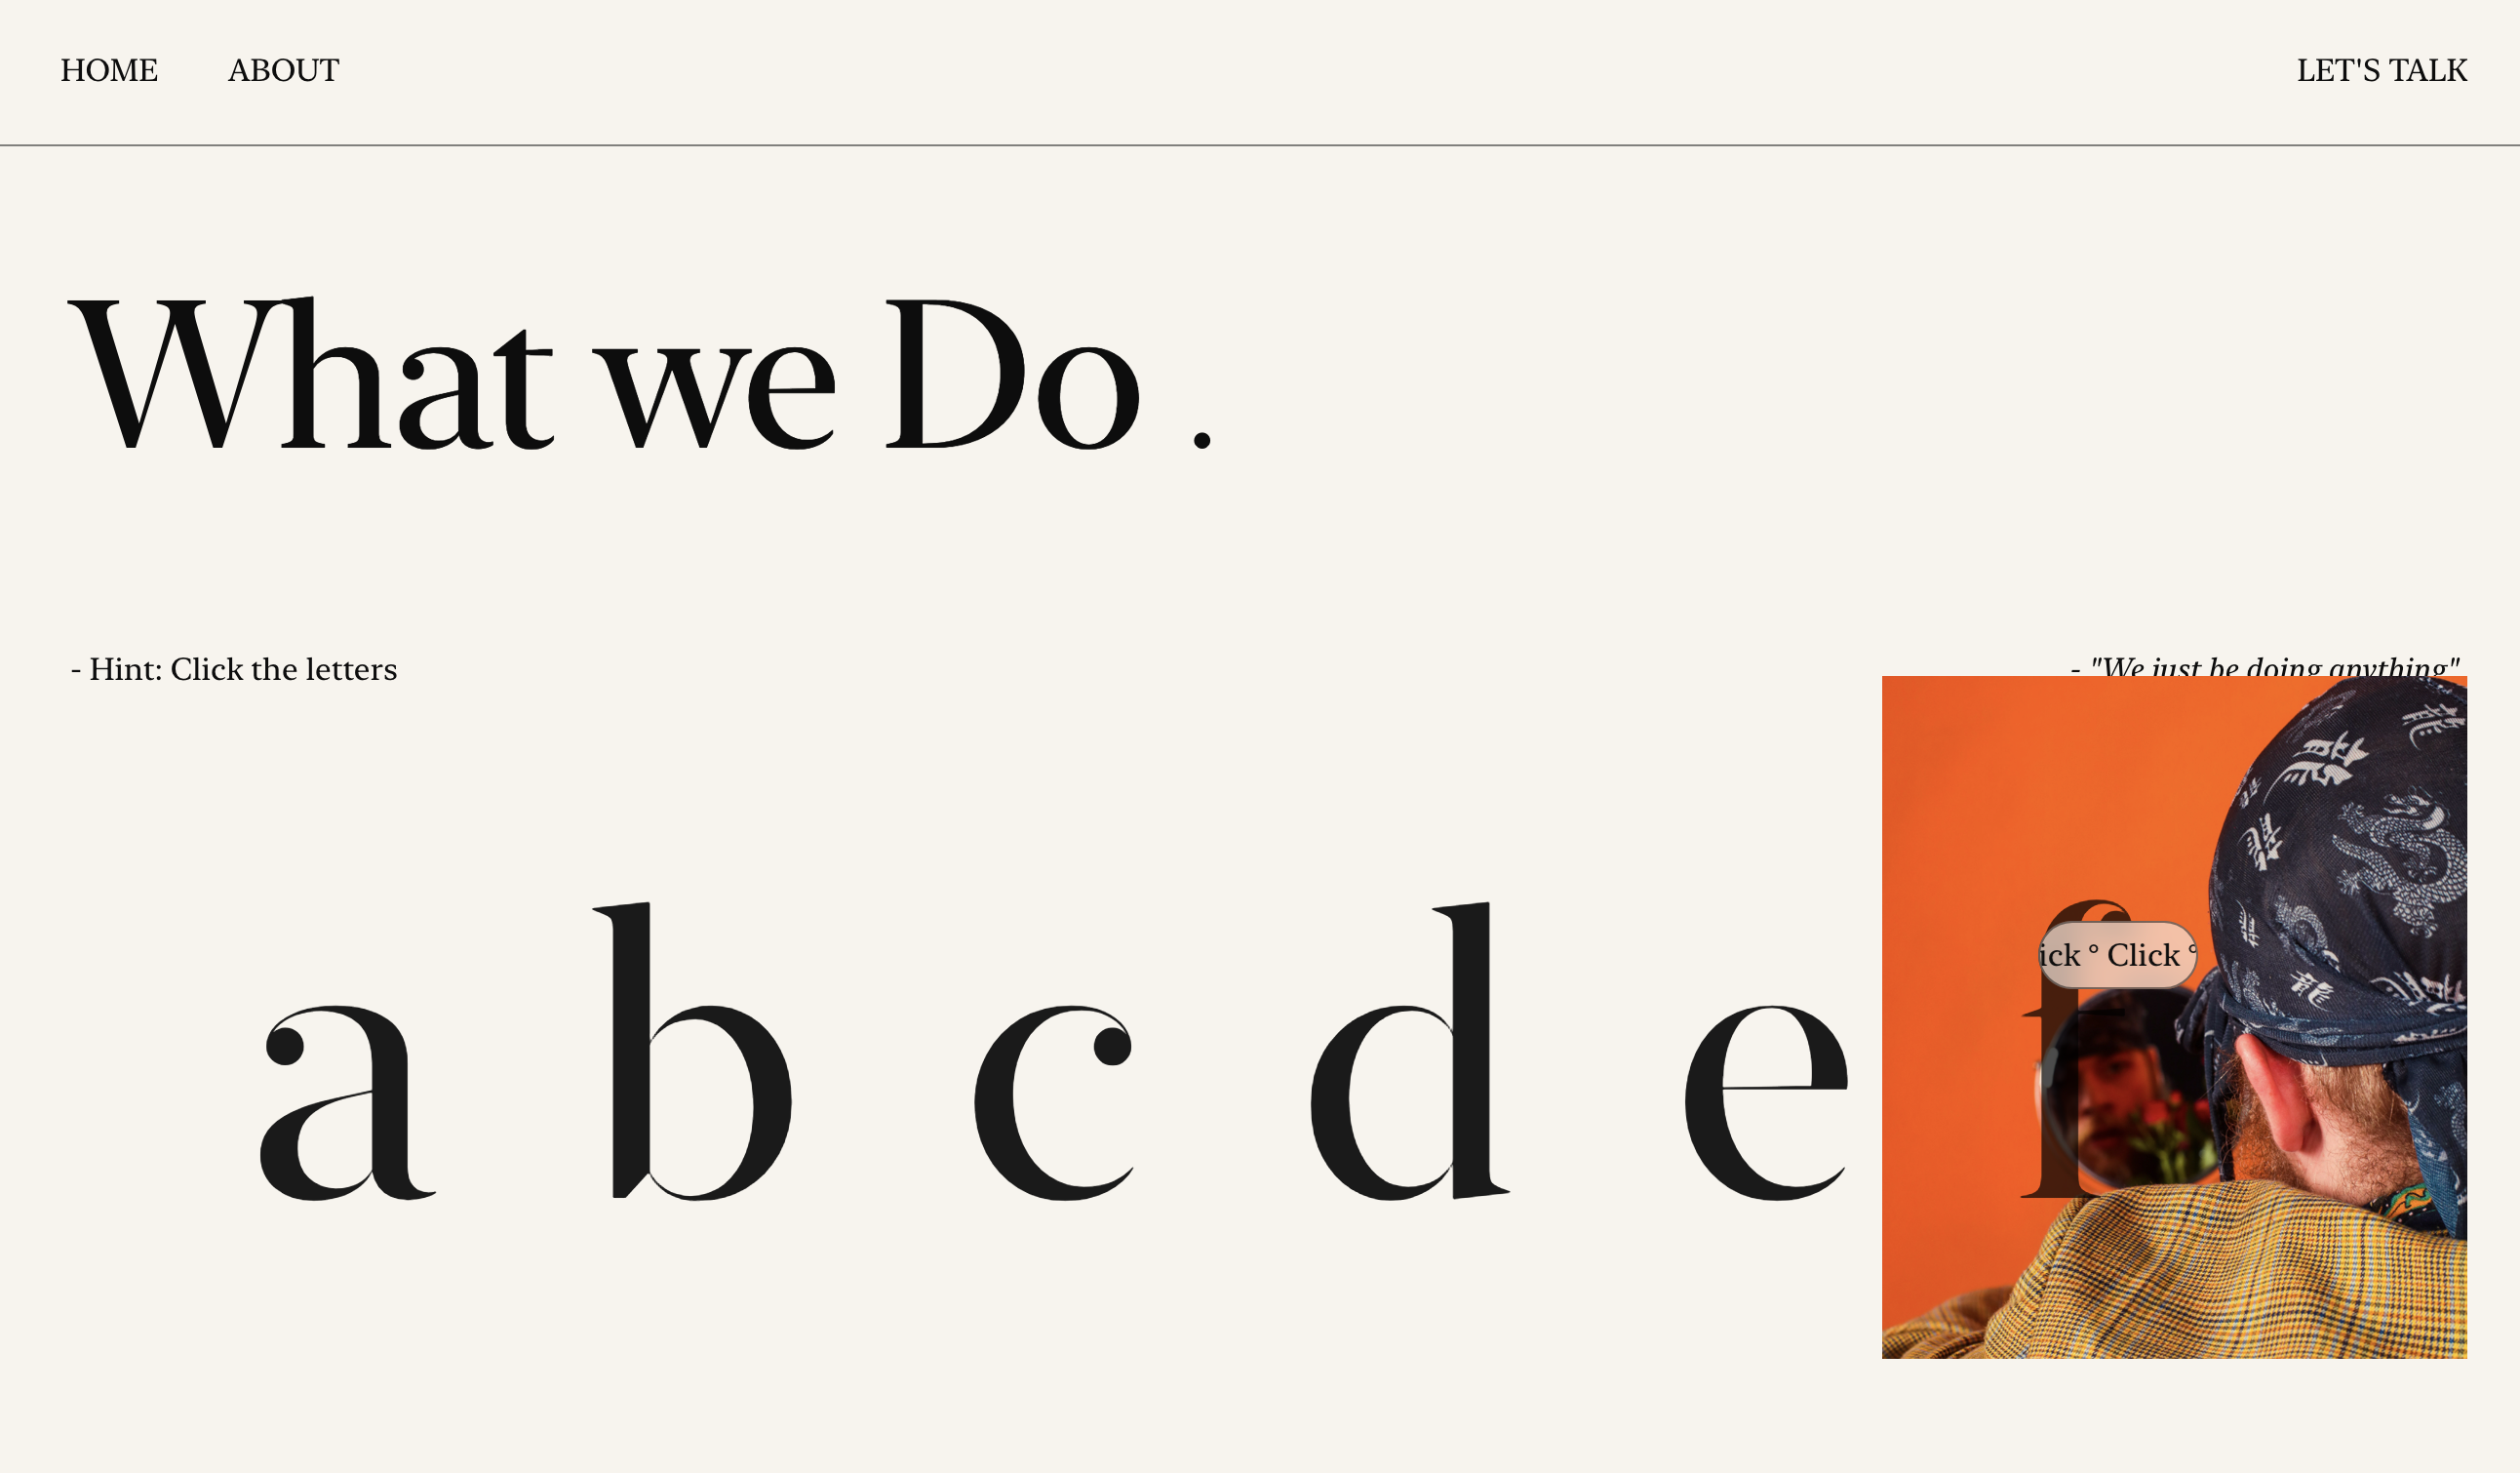 HOME ABOUT LET'S TALK
What we Do .
- Hint: Click the letters
- "We just be doing anything"
a b c d e f
ick ° Click °